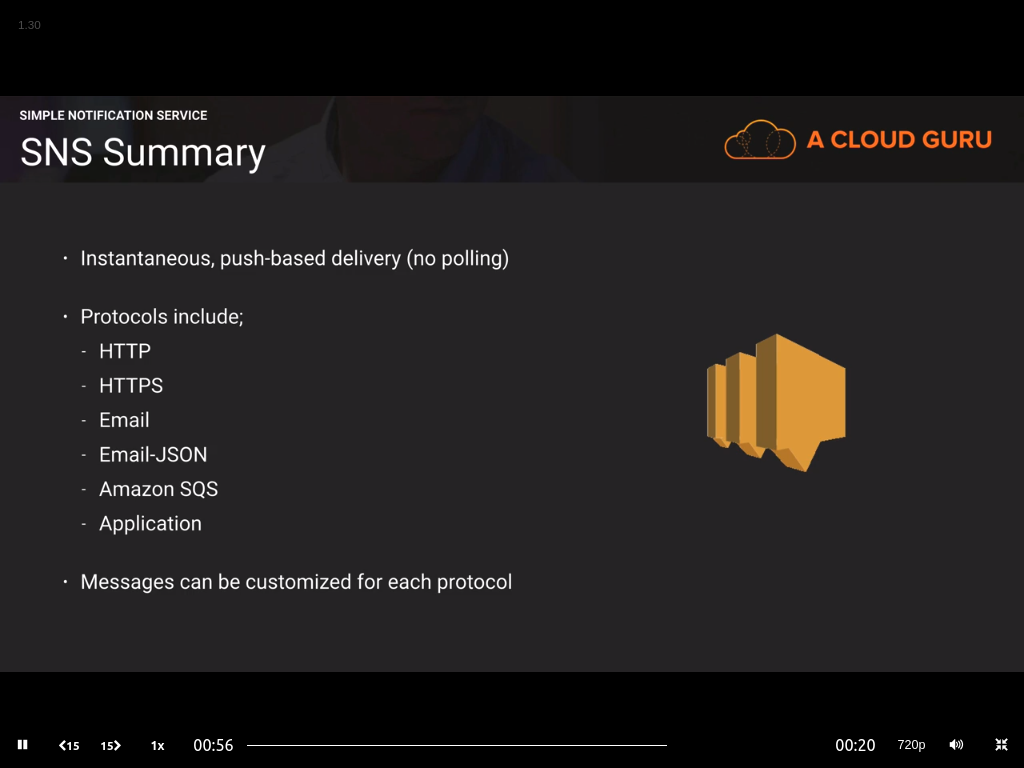 1.30
SIMPLE NOTIFICATION SERVICE
SNS Summary
A CLOUD GURU
· Instantaneous, push-based delivery (no polling)
· Protocols include;
- HTTP
- HTTPS
- Email
- Email-JSON
- Amazon SQS
- Application
· Messages can be customized for each protocol
15 15 1x 00:56 00:20 720p